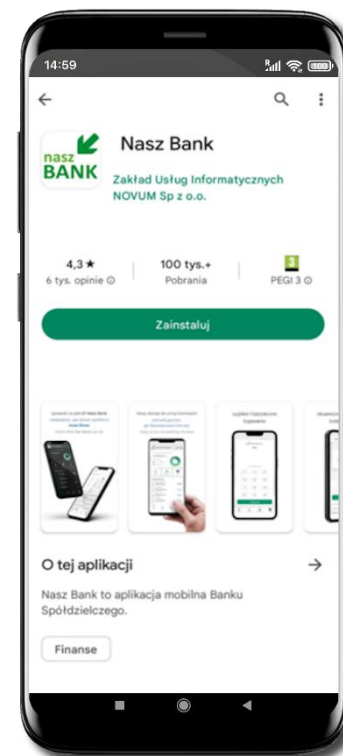 14:59
nasz
BANK
Nasz Bank
Zakład Usług Informatycznych
NOVUM Sp z o.o.
4,3 ★
6 tys. opinie
100 tys.+
Pobrania
3
PEGI 3
Zainstaluj
O tej aplikacji
Nasz Bank to aplikacja mobilna Banku
Spółdzielczego.
Finanse